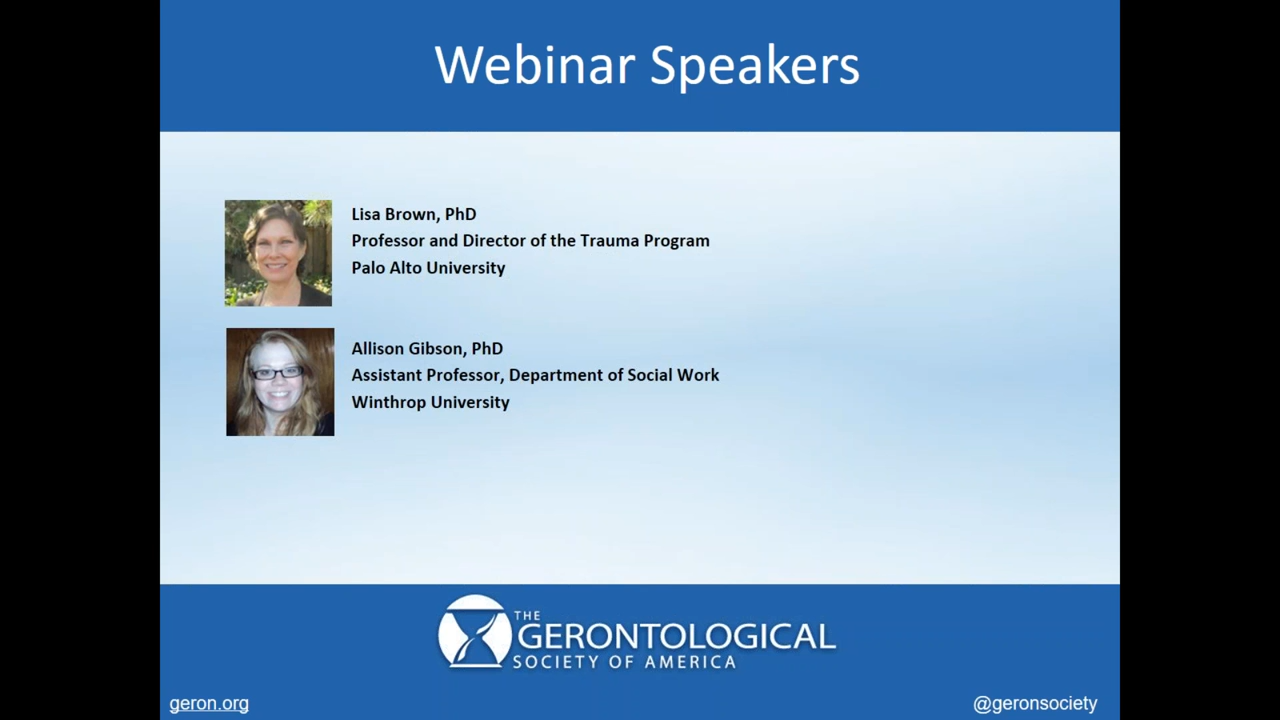 Webinar Speakers
Lisa Brown, PhD
Professor and Director of the Trauma Program
Palo Alto University
Allison Gibson, PhD
Assistant Professor, Department of Social Work
Winthrop University
THE
GERONTOLOGICAL
SOCIETY OF AMERICA
geron.org
@geronsociety